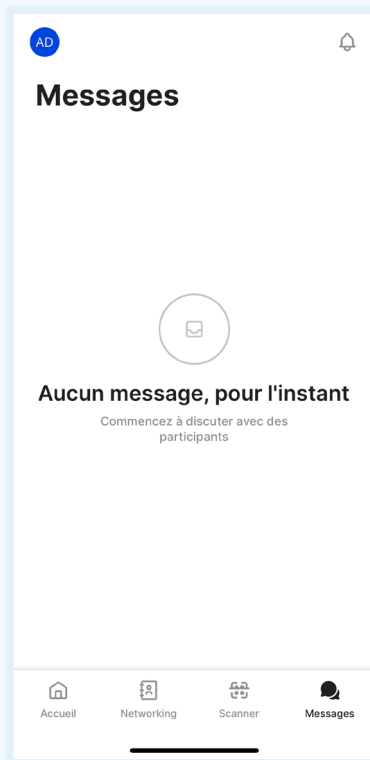 AD
Messages
Aucun message, pour l'instant
Commencez à discuter avec des
participants
Accueil
Networking
Scanner
Messages